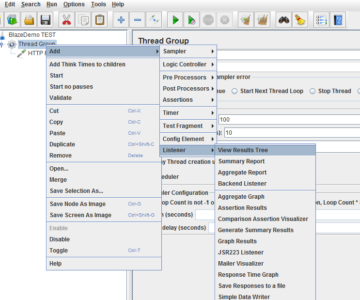 Edit Search Run Options Tools Help
BlazeDemo TEST
Thread Group
HTTP
Add
Add Think Times to children
Start
Start no passes
Validate
Cut Ctrl-X
Copy Ctrl-C
Paste Ctrl-V
Duplicate Ctrl+Shift-C
Remove Delete
Open...
Merge
Save Selection As...
Save Node As Image Ctrl-G
Save Screen As Image Ctrl+Shift-G
Enable
Disable
Toggle Ctrl-T
Help
Sampler
Logic Controller
Pre Processors
Post Processors
Assertions
Timer
Test Fragment
Config Element
Listener
View Results Tree
Summary Report
Aggregate Report
Backend Listener
Aggregate Graph
Assertion Results
Comparison Assertion Visualizer
Generate Summary Results
Graph Results
JSR223 Listener
Mailer Visualizer
Response Time Graph
Save Responses to a file
Simple Data Writer
Thread Group
ampler error
Start Next Thread Loop
Stop Thread
100
10
y Thread creation
eduler
r Configuration
p Count is not -1 o
, Loop Count *
n (seconds)
delay (seconds)